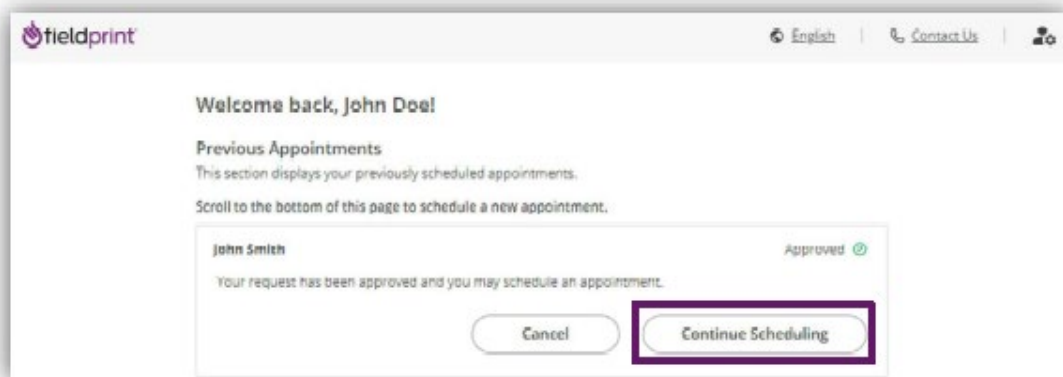 fieldprint
English | Contact Us |
Welcome back, John Doe!
Previous Appointments
This section displays your previously scheduled appointments.
Scroll to the bottom of this page to schedule a new appointment.
John Smith Approved
Your request has been approved and you may schedule an appointment.
Cancel Continue Scheduling